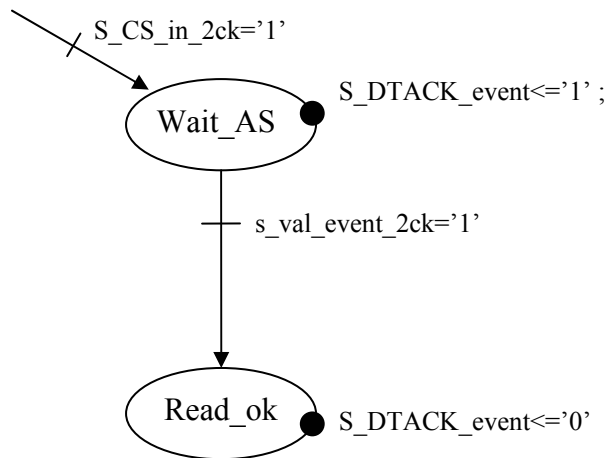 S_CS_in_2ck=’1’
S_DTACK_event<=’1’ ;
Wait_AS
s_val_event_2ck=’1’
Read_ok
S_DTACK_event<=’0’